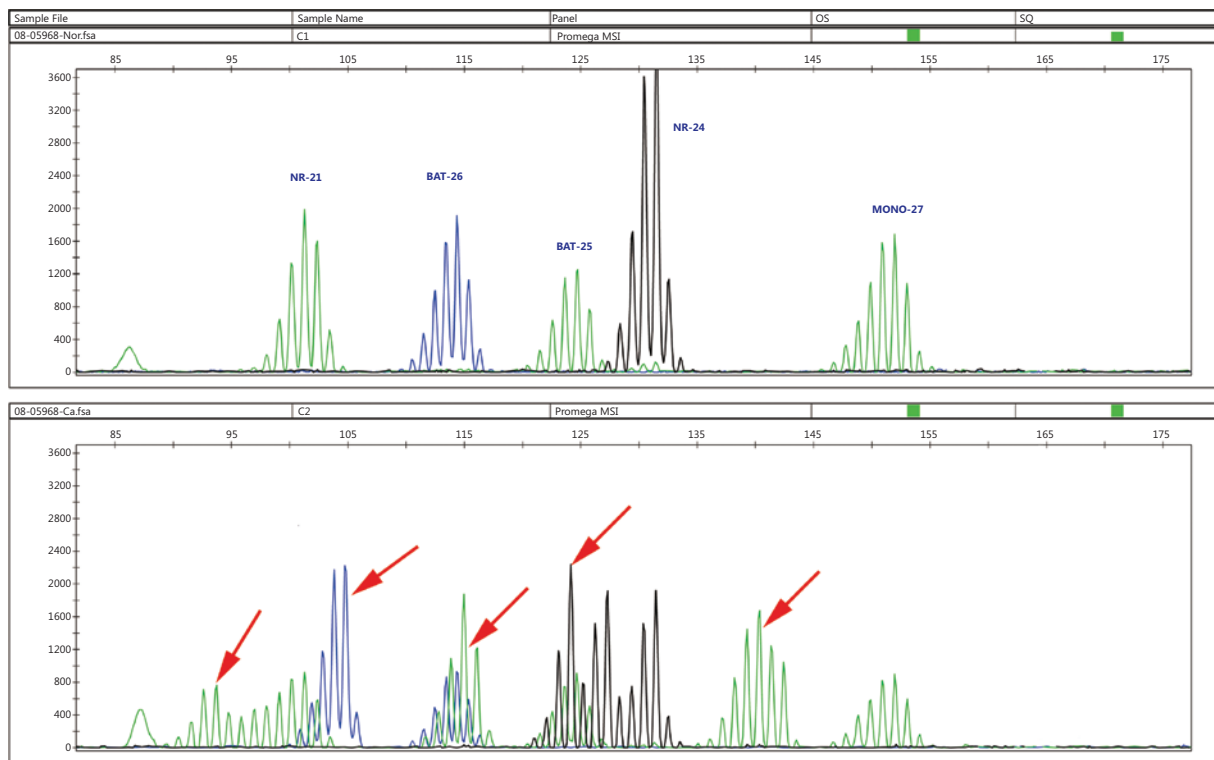 Sample File Sample Name Panel OS SQ
08-05968-Nor.fsa C1 Promega MSI
85 95 105 115 125 135 145 155 165 175
3600
3200
2800
2400
2000
1600
1200
800
400
0
NR-24
NR-21 BAT-26
MONO-27
BAT-25
08-05968-Ca.fsa C2 Promega MSI
85 95 105 115 125 135 145 155 165 175
3600
3200
2800
2400
2000
1600
1200
800
400
0